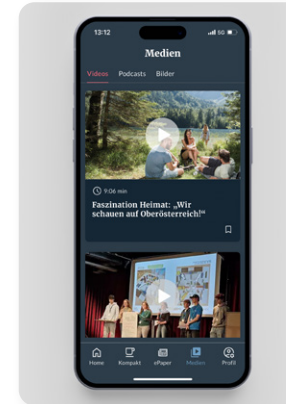 13:12
5G
Medien
Videos Podcasts Bilder
9:06 min
Faszination Heimat: „Wir
schauen auf Oberösterreich!“
Home Kompakt ePaper Medien Profil